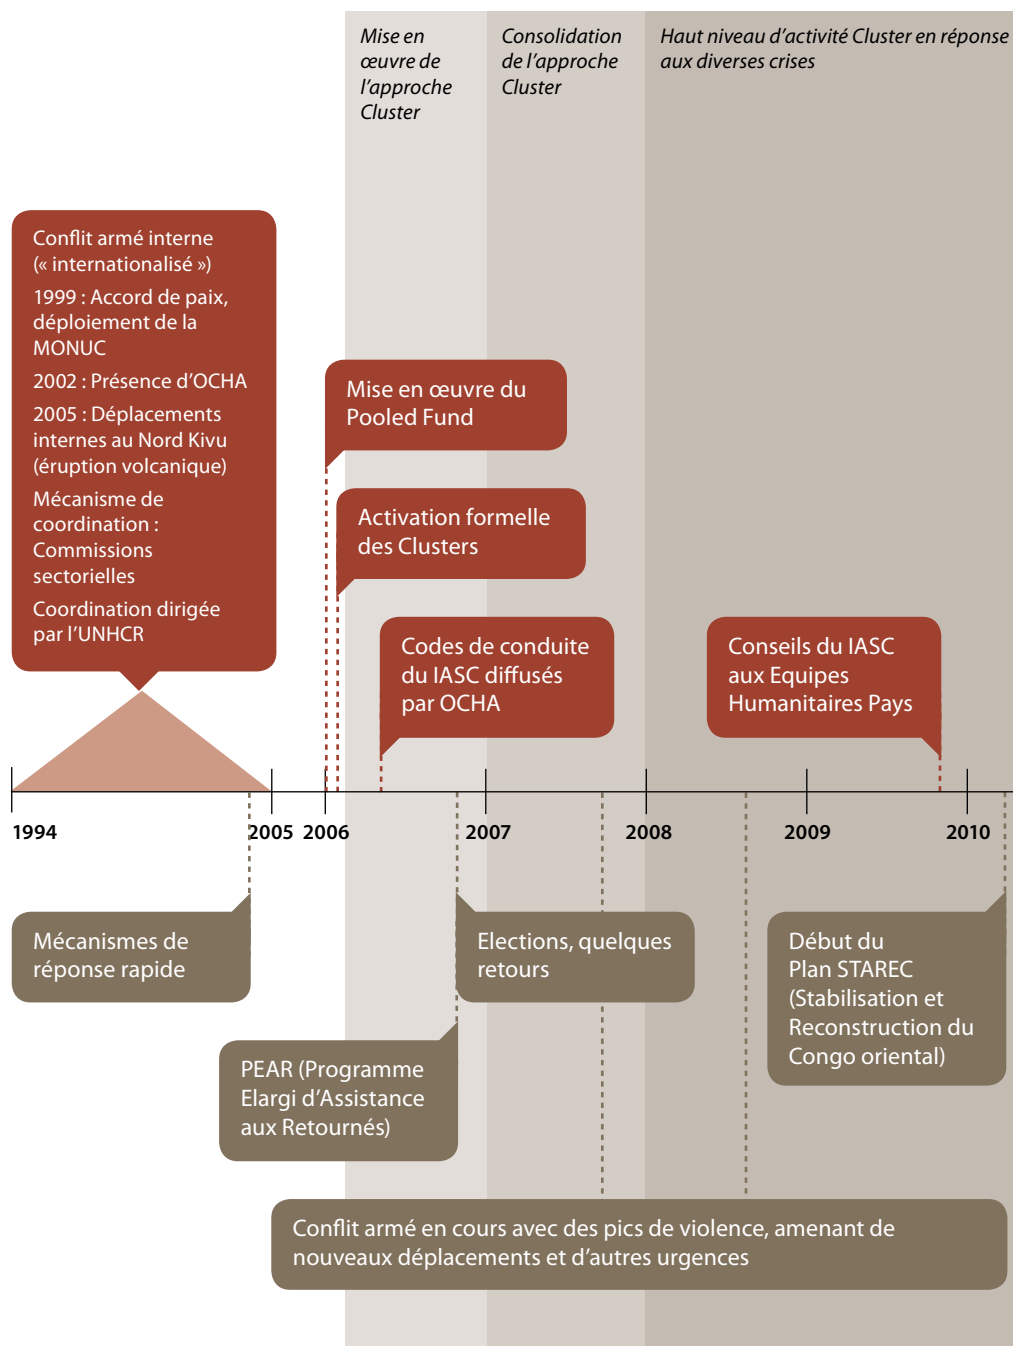 Mise en
œuvre de
l’approche
Cluster
Consolidation
de l’approche
Cluster
Haut niveau d’activité Cluster en réponse
aux diverses crises
Conflit armé interne
(« internationalisé »)
1999 : Accord de paix,
déploiement de la
MONUC
2002 : Présence d’OCHA
2005 : Déplacements
internes au Nord Kivu
(éruption volcanique)
Mécanisme de
coordination :
Commissions
sectorielles
Coordination dirigée
par l’UNHCR
Mise en œuvre du
Pooled Fund
Activation formelle
des Clusters
Codes de conduite
du IASC diffusés
par OCHA
Conseils du IASC
aux Equipes
Humanitaires Pays
1994 2005 2006 2007 2008 2009 2010
Mécanismes de
réponse rapide
Elections, quelques
retours
Début du
Plan STAREC
(Stabilisation et
Reconstruction du
Congo oriental)
PEAR (Programme
Elargi d’Assistance
aux Retournés)
Conflit armé en cours avec des pics de violence, amenant de
nouveaux déplacements et d’autres urgences